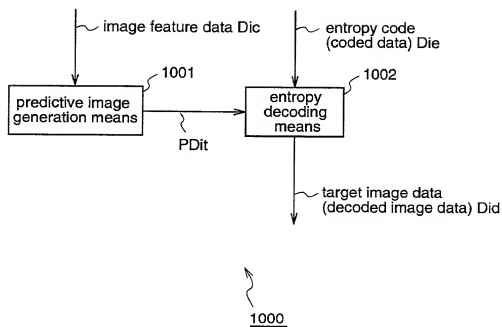 image feature data Dic
entropy code
(coded data) Die
1001
1002
predictive image
generation means
entropy
decoding
means
PDit
target image data
(decoded image data) Did
1000